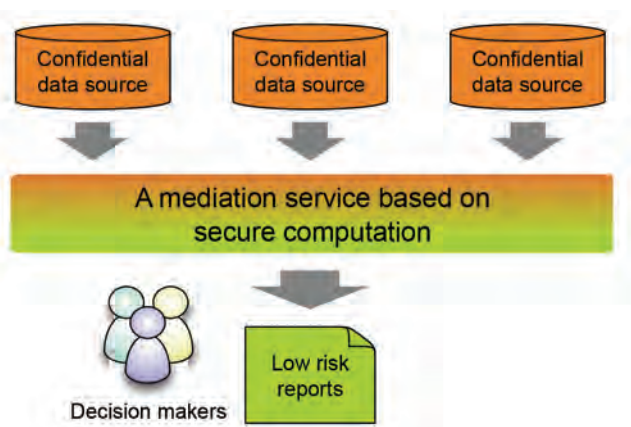 Confidential
data source
Confidential
data source
Confidential
data source
A mediation service based on
secure computation
Low risk
reports
Decision makers